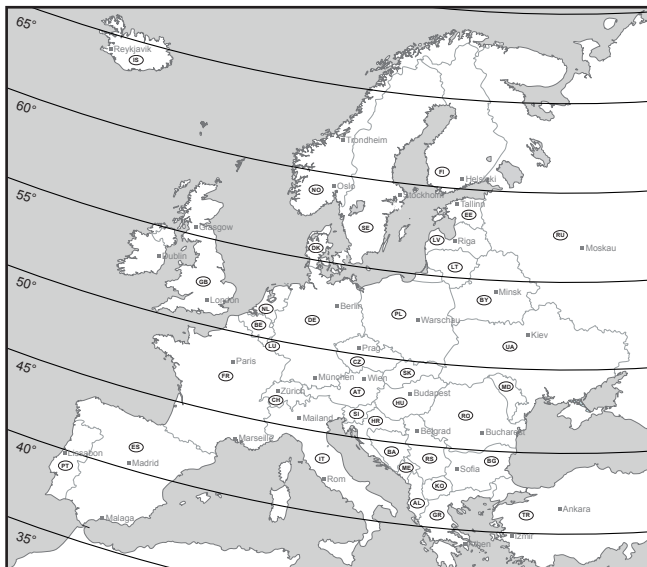 65°
Reykjavik
IS
60°
Trondheim
FI
Helsinki
NO
Oslo
Stockholm
Tallinn
EE
55°
Glasgow
SE
RU
Moskau
DK
LV
Riga
Dublin
LT
GB
Minsk
BY
50°
London
NL
Berlin
DE
PL
Warschau
BE
Kiev
LU
Prag
UA
CZ
Paris
FR
SK
München
Wien
MD
45°
Zürich
CH
AT
Budapest
HU
Mailand
SI
HR
RO
Belgrad
Bucharest
Marseille
40°
ES
Lissabon
PT
Madrid
IT
BA
RS
BG
ME
Sofia
Rom
KO
AL
Malaga
GR
TR
Ankara
35°
Izmir
Athen